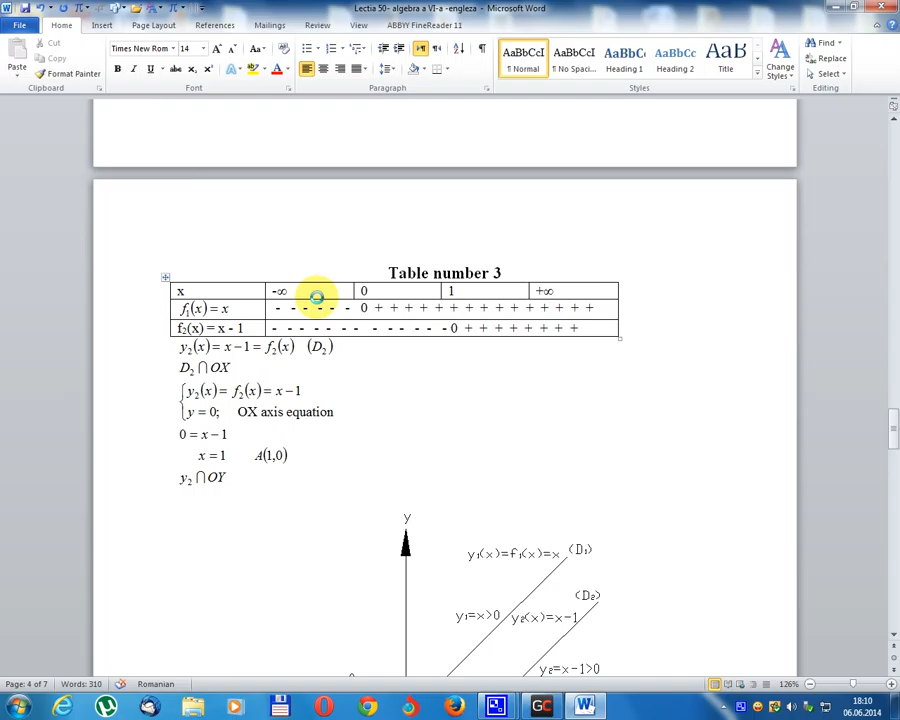 Lectia 50- algebra a VI-a -engleza - Microsoft Word
File Home Insert Page Layout References Mailings Review View ABBYY FineReader 11
Cut
Copy
Format Painter
Paste
Clipboard
Times New Rom 14
Font
Paragraph
AaBbCcI AaBbCcI AaBbC AaBbCc AaB
¶ Normal ¶ No Spaci... Heading 1 Heading 2 Title
Change Styles
Styles
Find
Replace
Select
Editing
Table number 3
x -∞ 0 1 +∞
f₁(x) = x - - - - - - 0 + + + + + + + + + + + + + + +
f₂(x) = x - 1 - - - - - - - - - - - - - 0 + + + + + + + +
y₂(x) = x − 1 = f₂(x) (D₂)
D₂ ⋂ OX
y₂(x) = f₂(x) = x − 1
y = 0; OX axis equation
0 = x − 1
x = 1 A(1,0)
y₂ ⋂ OY
y
y₁(x)=f₁(x)=x (D₁)
(D₂)
y₁=x>0 y₂(x)=x-1
y₂=x-1>0
Page: 4 of 7 Words: 310 Romanian 126%
18:10
06.06.2014